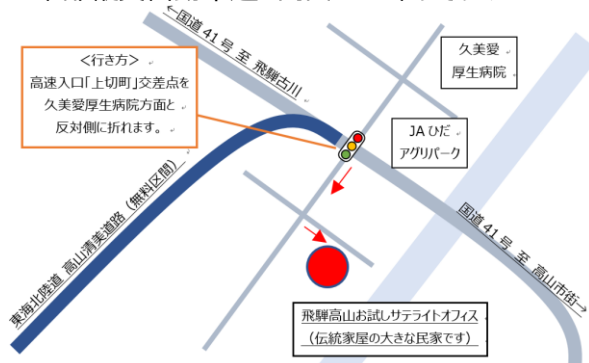 ←国道 41 号 至 飛騨古川
<行き方>
高速入口「上切町」交差点を
久美愛厚生病院方面と
反対側に折れます。
久美愛
厚生病院
JA ひだ
アグリパーク
東海北陸道 高山清美道路（無料区間）
国道 41 号 至 高山市街→
飛騨高山お試しサテライトオフィス
（伝統家屋の大きな民家です）